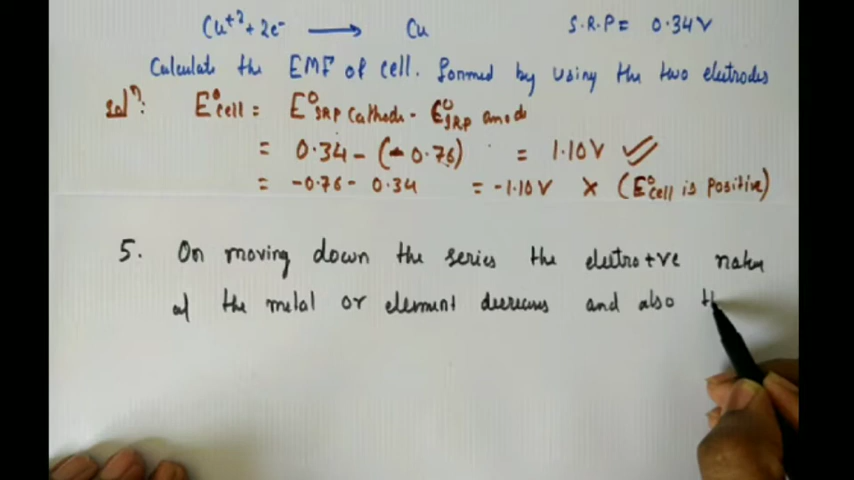 Cu+2 + 2e- ⟶ Cu S.R.P = 0.34V
Calculate the EMF of cell. formed by using the two electrodes
Sol^n: E°cell = E°SRP Cathode - E°SRP anode
= 0.34 - (-0.76) = 1.10V ✓
= -0.76 - 0.34 = -1.10V × (E°cell is positive)
5. On moving down the series the electro+ve nature
of the metal or element decreases and also th